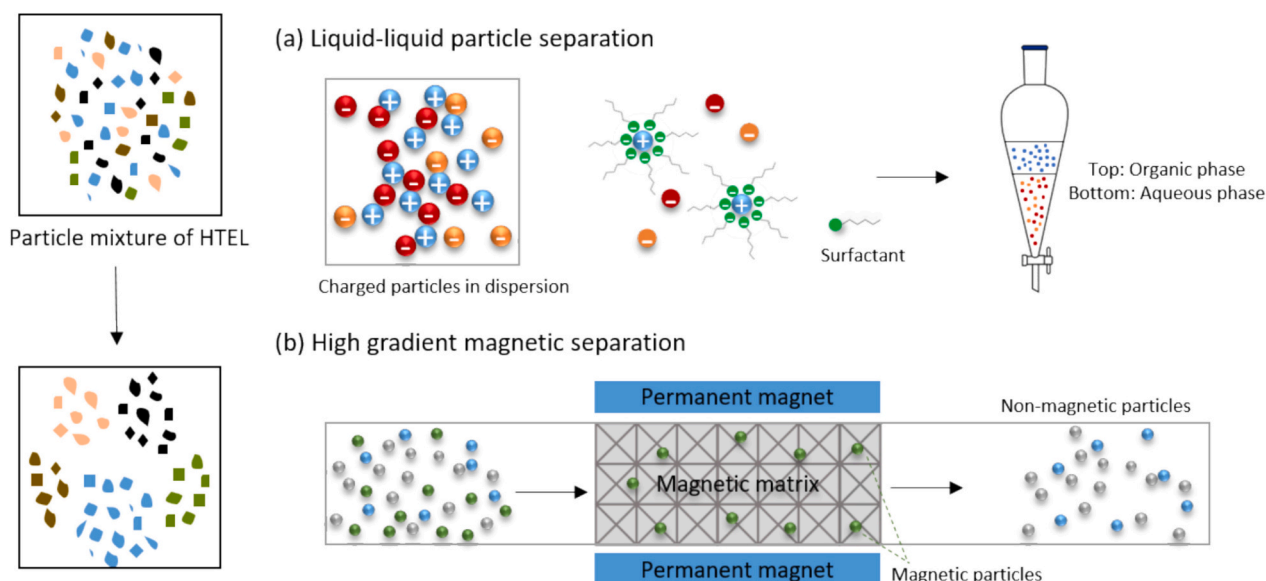 (a) Liquid-liquid particle separation
Particle mixture of HTEL
Charged particles in dispersion
Surfactant
Top: Organic phase
Bottom: Aqueous phase
(b) High gradient magnetic separation
Permanent magnet
Non-magnetic particles
Magnetic matrix
Permanent magnet
Magnetic particles